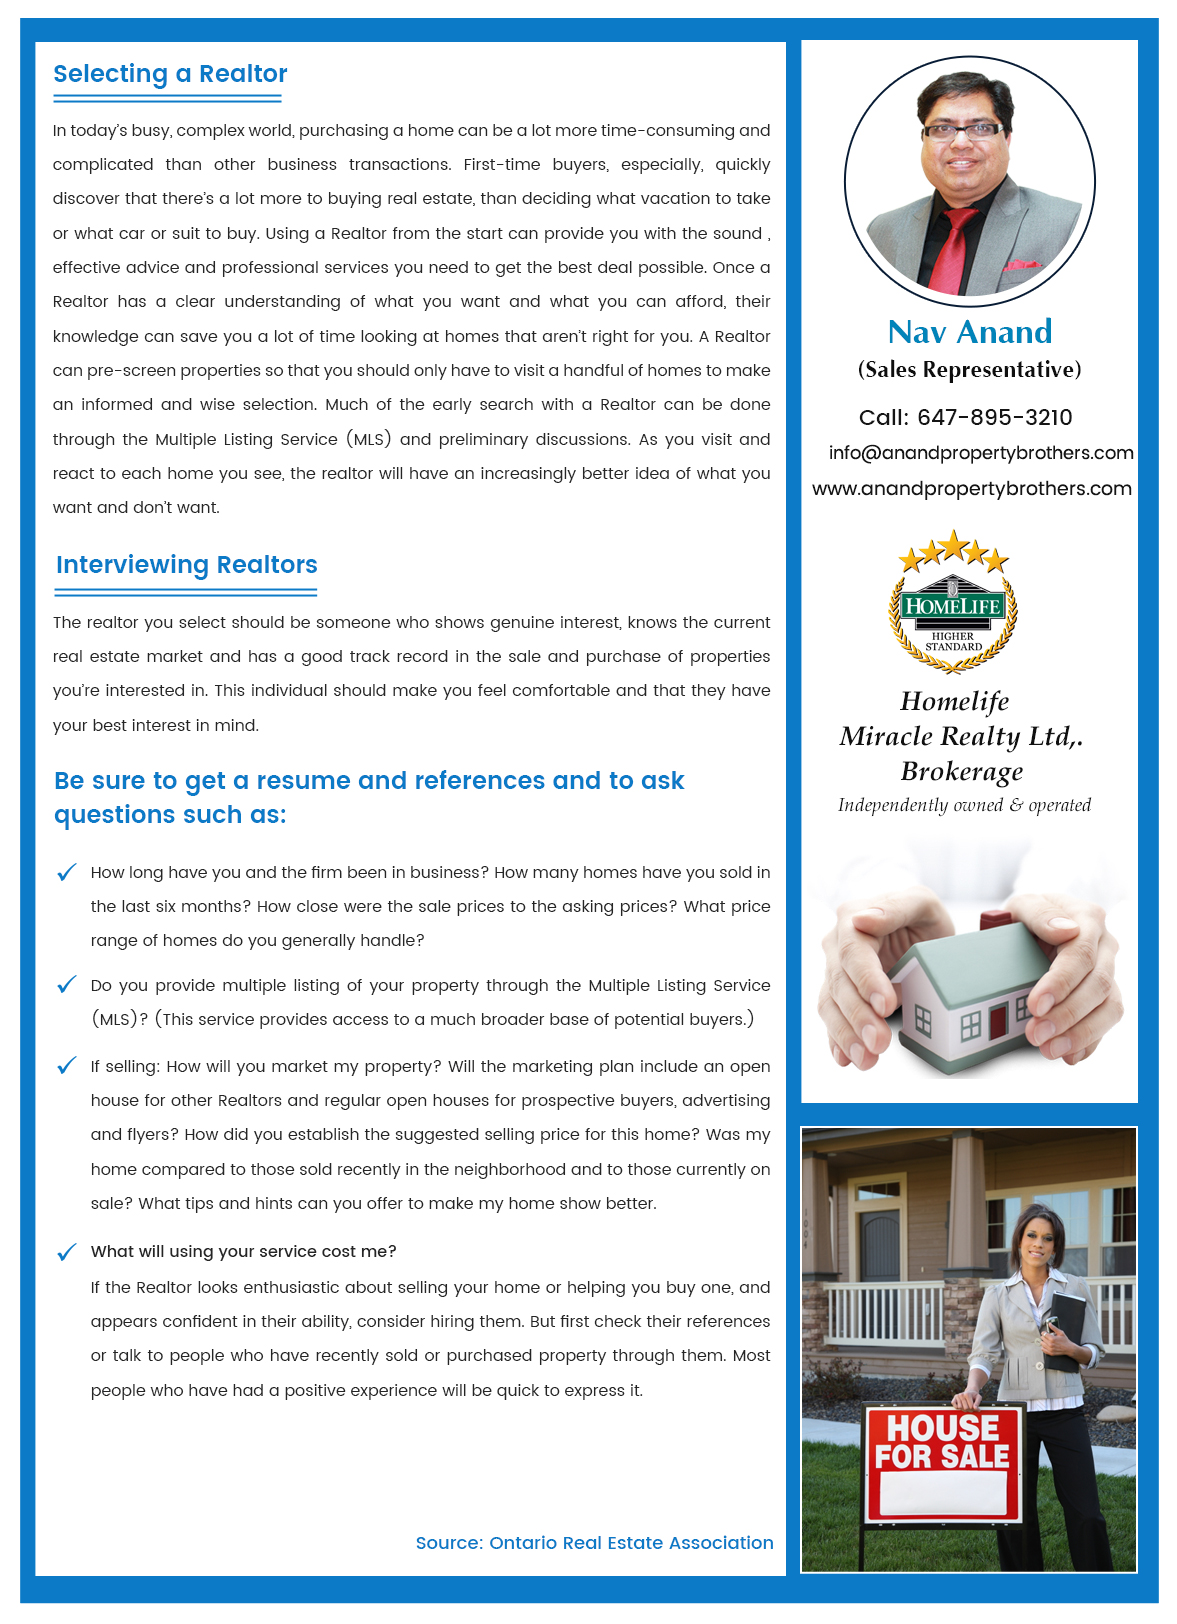 Selecting a Realtor
In today's busy, complex world, purchasing a home can be a lot more time-consuming and
complicated than other business transactions. First-time buyers, especially, quickly
discover that there's a lot more to buying real estate, than deciding what vacation to take
or what car or suit to buy. Using a Realtor from the start can provide you with the sound ,
effective advice and professional services you need to get the best deal possible. Once a
Realtor has a clear understanding of what you want and what you can afford, their
knowledge can save you a lot of time looking at homes that aren't right for you. A Realtor
can pre-screen properties so that you should only have to visit a handful of homes to make
an informed and wise selection. Much of the early search with a Realtor can be done
through the Multiple Listing Service (MLS) and preliminary discussions. As you visit and
react to each home you see, the realtor will have an increasingly better idea of what you
want and don't want.
Interviewing Realtors
The realtor you select should be someone who shows genuine interest, knows the current
real estate market and has a good track record in the sale and purchase of properties
you're interested in. This individual should make you feel comfortable and that they have
your best interest in mind.
Be sure to get a resume and references and to ask
questions such as:
How long have you and the firm been in business? How many homes have you sold in
the last six months? How close were the sale prices to the asking prices? What price
range of homes do you generally handle?
Do you provide multiple listing of your property through the Multiple Listing Service
(MLS)? (This service provides access to a much broader base of potential buyers.)
If selling: How will you market my property? Will the marketing plan include an open
house for other Realtors and regular open houses for prospective buyers, advertising
and flyers? How did you establish the suggested selling price for this home? Was my
home compared to those sold recently in the neighborhood and to those currently on
sale? What tips and hints can you offer to make my home show better.
What will using your service cost me?
If the Realtor looks enthusiastic about selling your home or helping you buy one, and
appears confident in their ability, consider hiring them. But first check their references
or talk to people who have recently sold or purchased property through them. Most
people who have had a positive experience will be quick to express it.
Source: Ontario Real Estate Association
Nav Anand
(Sales Representative)
Call: 647-895-3210
info@anandpropertybrothers.com
www.anandpropertybrothers.com
HOMELIFE
HIGHER
STANDARD
Homelife
Miracle Realty Ltd,.
Brokerage
Independently owned & operated
1004
HOUSE
FOR SALE